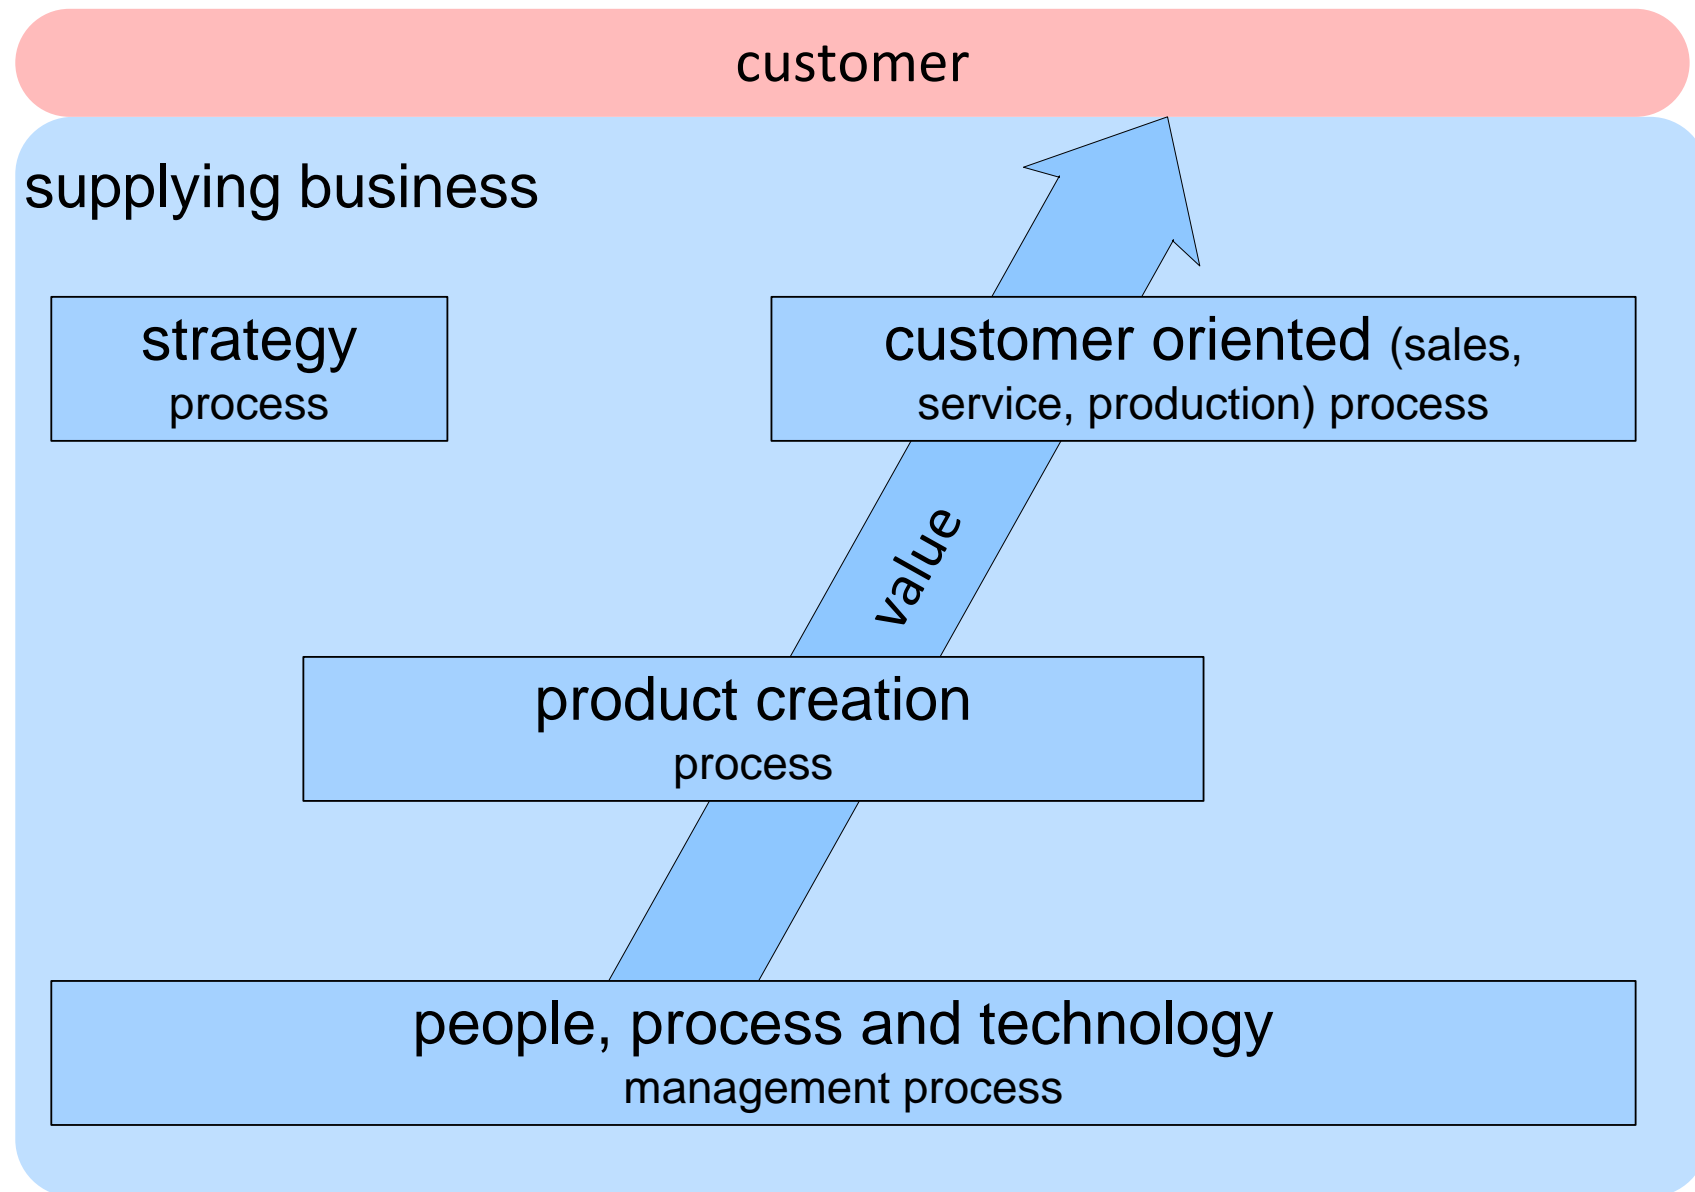 customer
supplying business
strategy
process
customer oriented (sales,
service, production) process
value
product creation
process
people, process and technology
management process